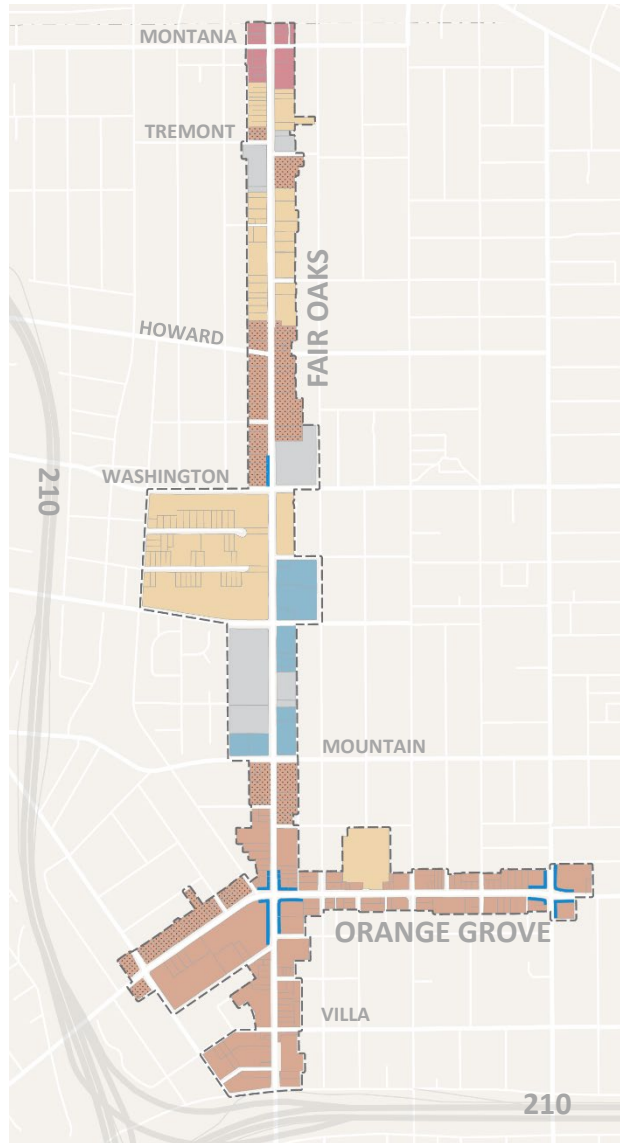 MONTANA
TREMONT
FAIR OAKS
HOWARD
WASHINGTON
210
MOUNTAIN
ORANGE GROVE
VILLA
210